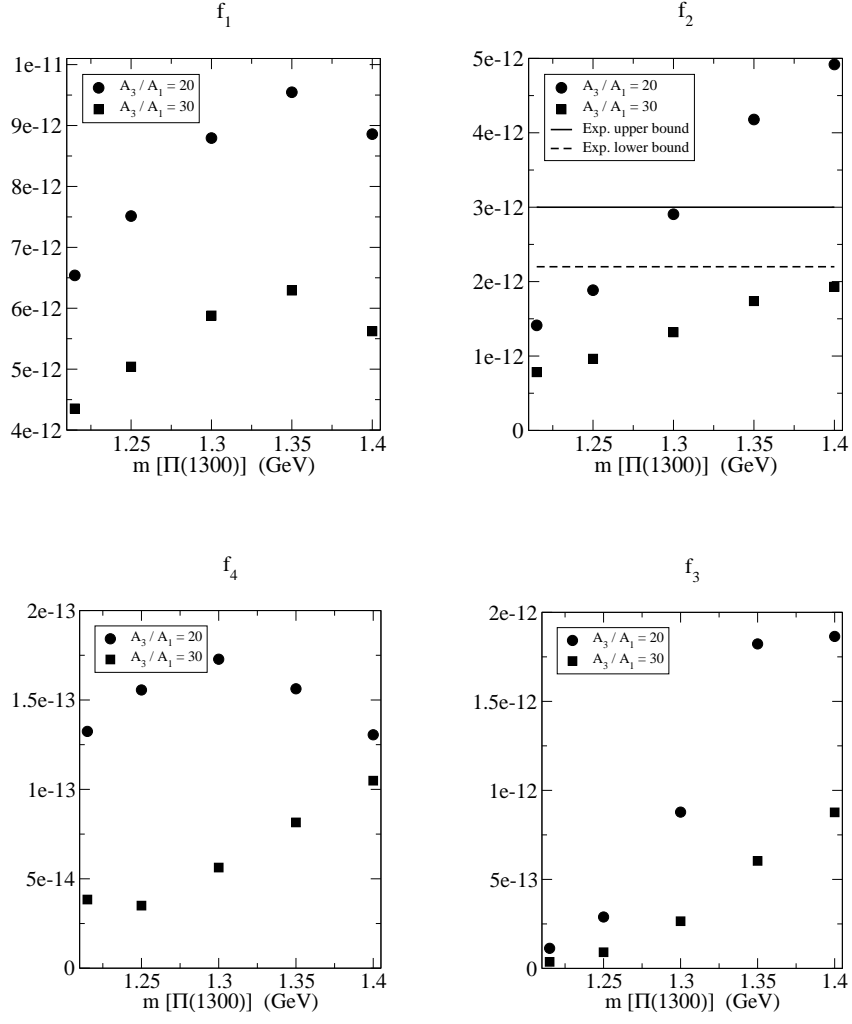 f1
1e-11
9e-12
8e-12
7e-12
6e-12
5e-12
4e-12
A3 / A1 = 20
A3 / A1 = 30
1.25 1.3 1.35 1.4
m [Π(1300)] (GeV)
f2
5e-12
4e-12
3e-12
2e-12
1e-12
0
A3 / A1 = 20
A3 / A1 = 30
Exp. upper bound
Exp. lower bound
1.25 1.3 1.35 1.4
m [Π(1300)] (GeV)
f4
2e-13
1.5e-13
1e-13
5e-14
0
A3 / A1 = 20
A3 / A1 = 30
1.25 1.3 1.35 1.4
m [Π(1300)] (GeV)
f3
2e-12
1.5e-12
1e-12
5e-13
0
A3 / A1 = 20
A3 / A1 = 30
1.25 1.3 1.35 1.4
m [Π(1300)] (GeV)